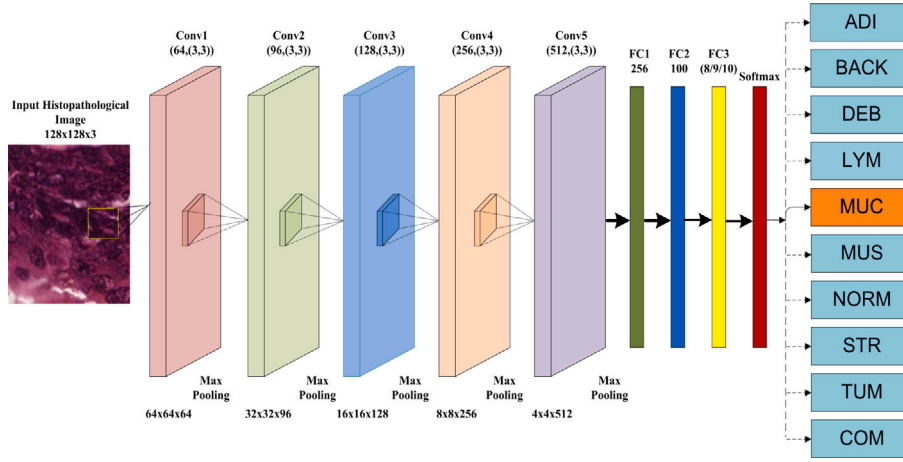 Input Histopathological
Image
128x128x3
Conv1
(64,(3,3))
Conv2
(96,(3,3))
Conv3
(128,(3,3))
Conv4
(256,(3,3))
Conv5
(512,(3,3))
FC1
256
FC2
100
FC3
(8/9/10)
Softmax
Max
Pooling
64x64x64
Max
Pooling
32x32x96
Max
Pooling
16x16x128
Max
Pooling
8x8x256
Max
Pooling
4x4x512
ADI
BACK
DEB
LYM
MUC
MUS
NORM
STR
TUM
COM